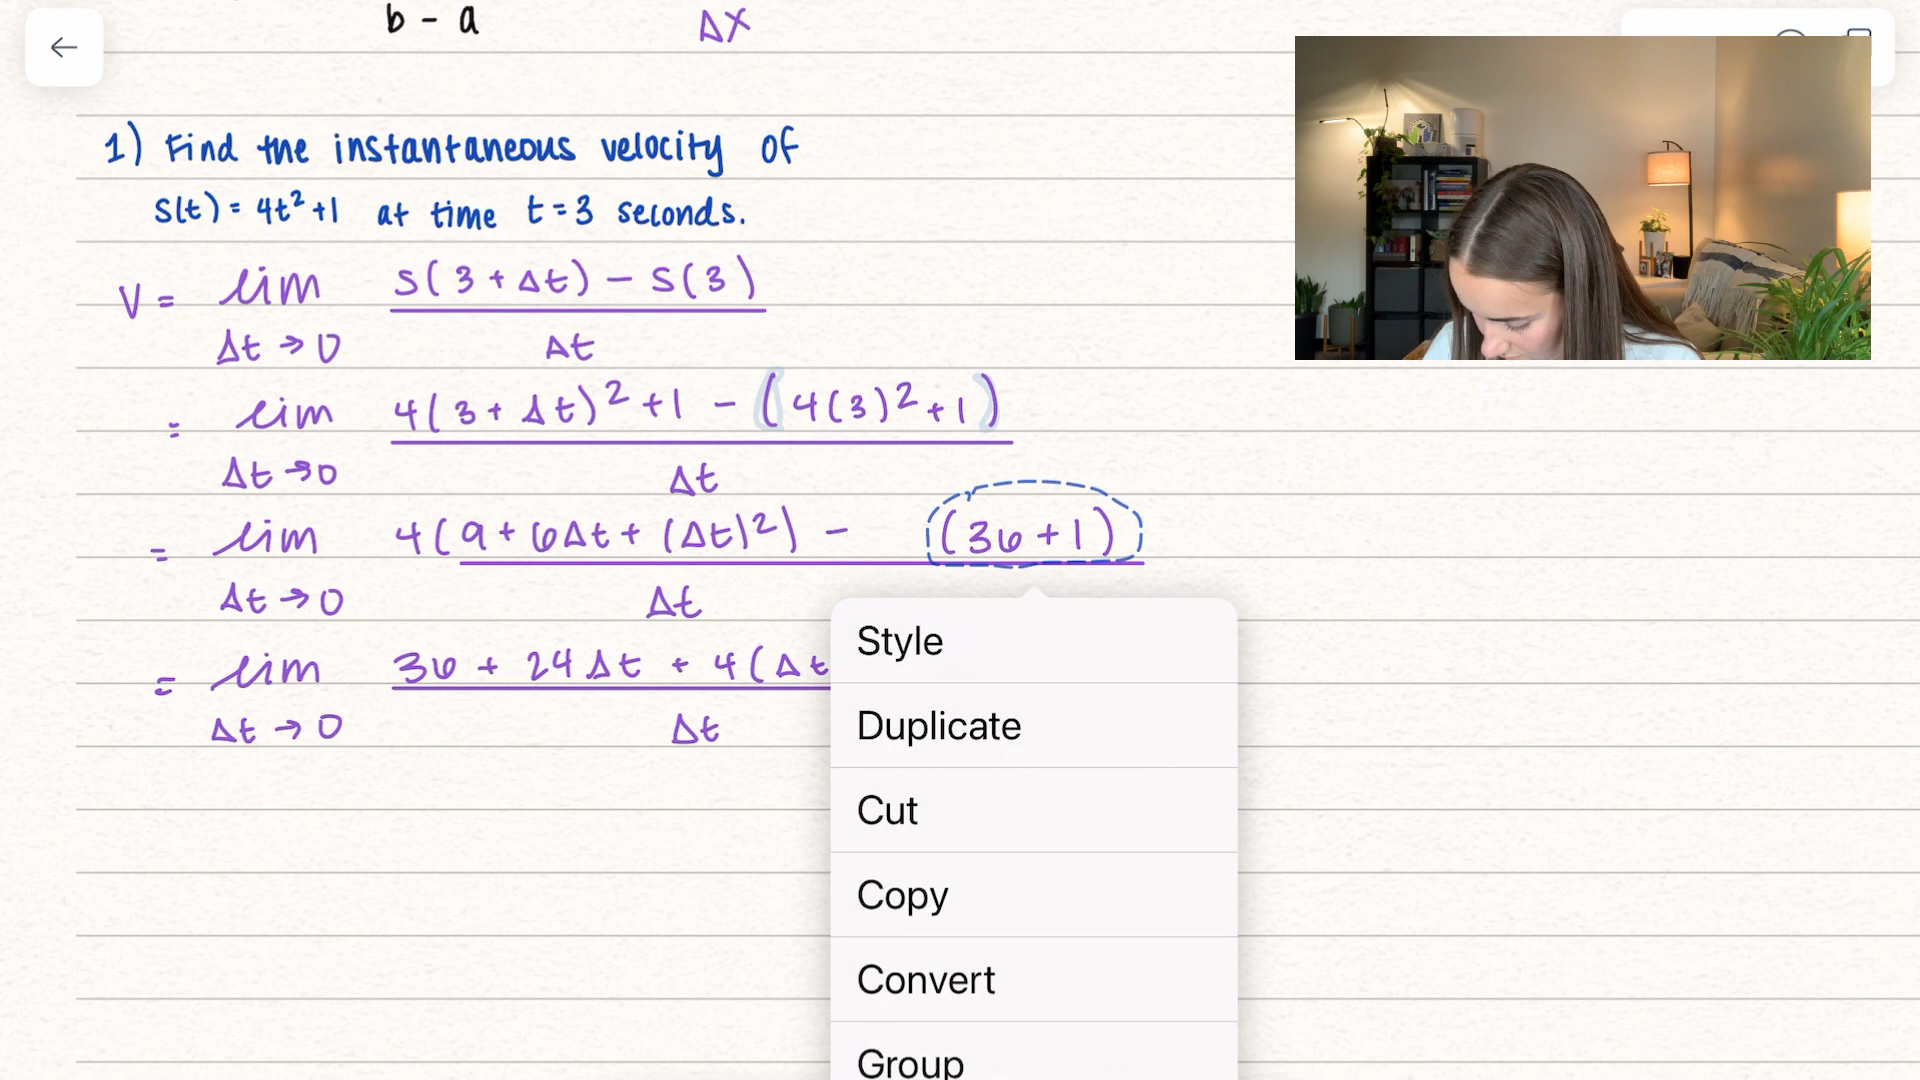 b - a
Δx
1) Find the instantaneous velocity of
s(t) = 4t² + 1 at time t = 3 seconds.
V = lim s(3 + Δt) - s(3)
Δt → 0 Δt
= lim 4(3 + Δt)² + 1 - (4(3)² + 1)
Δt → 0 Δt
= lim 4(9 + 6Δt + (Δt)²) - (36 + 1)
Δt → 0 Δt
= lim 36 + 24Δt + 4(Δt
Δt → 0 Δt
Style
Duplicate
Cut
Copy
Convert
Group